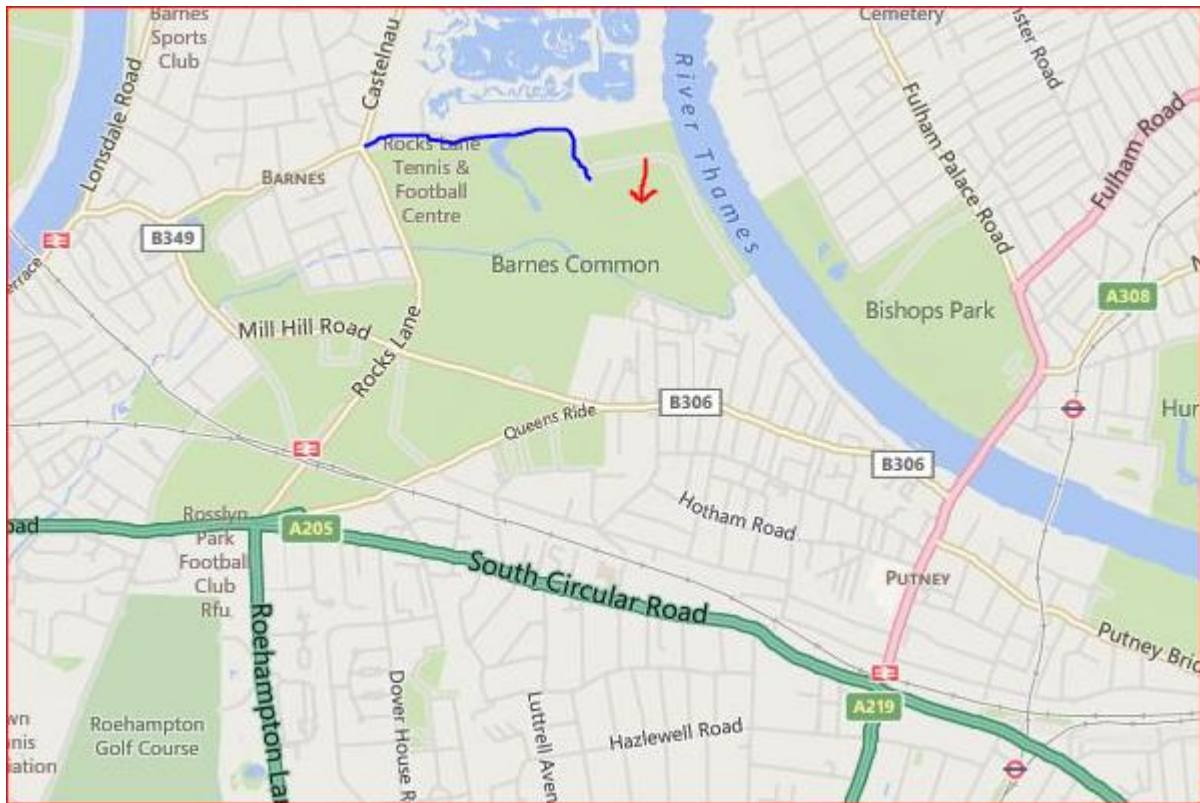 Barnes
Sports
Club
Cemetery
ster Road
Castelnau
Lonsdale Road
River Thames
Fulham Palace Road
Fulham Road
Rocks Lane
Tennis &
Football
Centre
BARNES
B349
Barnes Common
Bishops Park
A308
errace
Mill Hill Road
Rocks Lane
Queens Ride
B306
B306
Hur
Hotham Road
oad
Rosslyn
Park
Football
Club
Rfu
A205
South Circular Road
PUTNEY
Putney Brid
Roehampton Lan
Dover House R
Luttrell Aven
Hazlewell Road
A219
Roehampton
Golf Course
wn
nis
iation